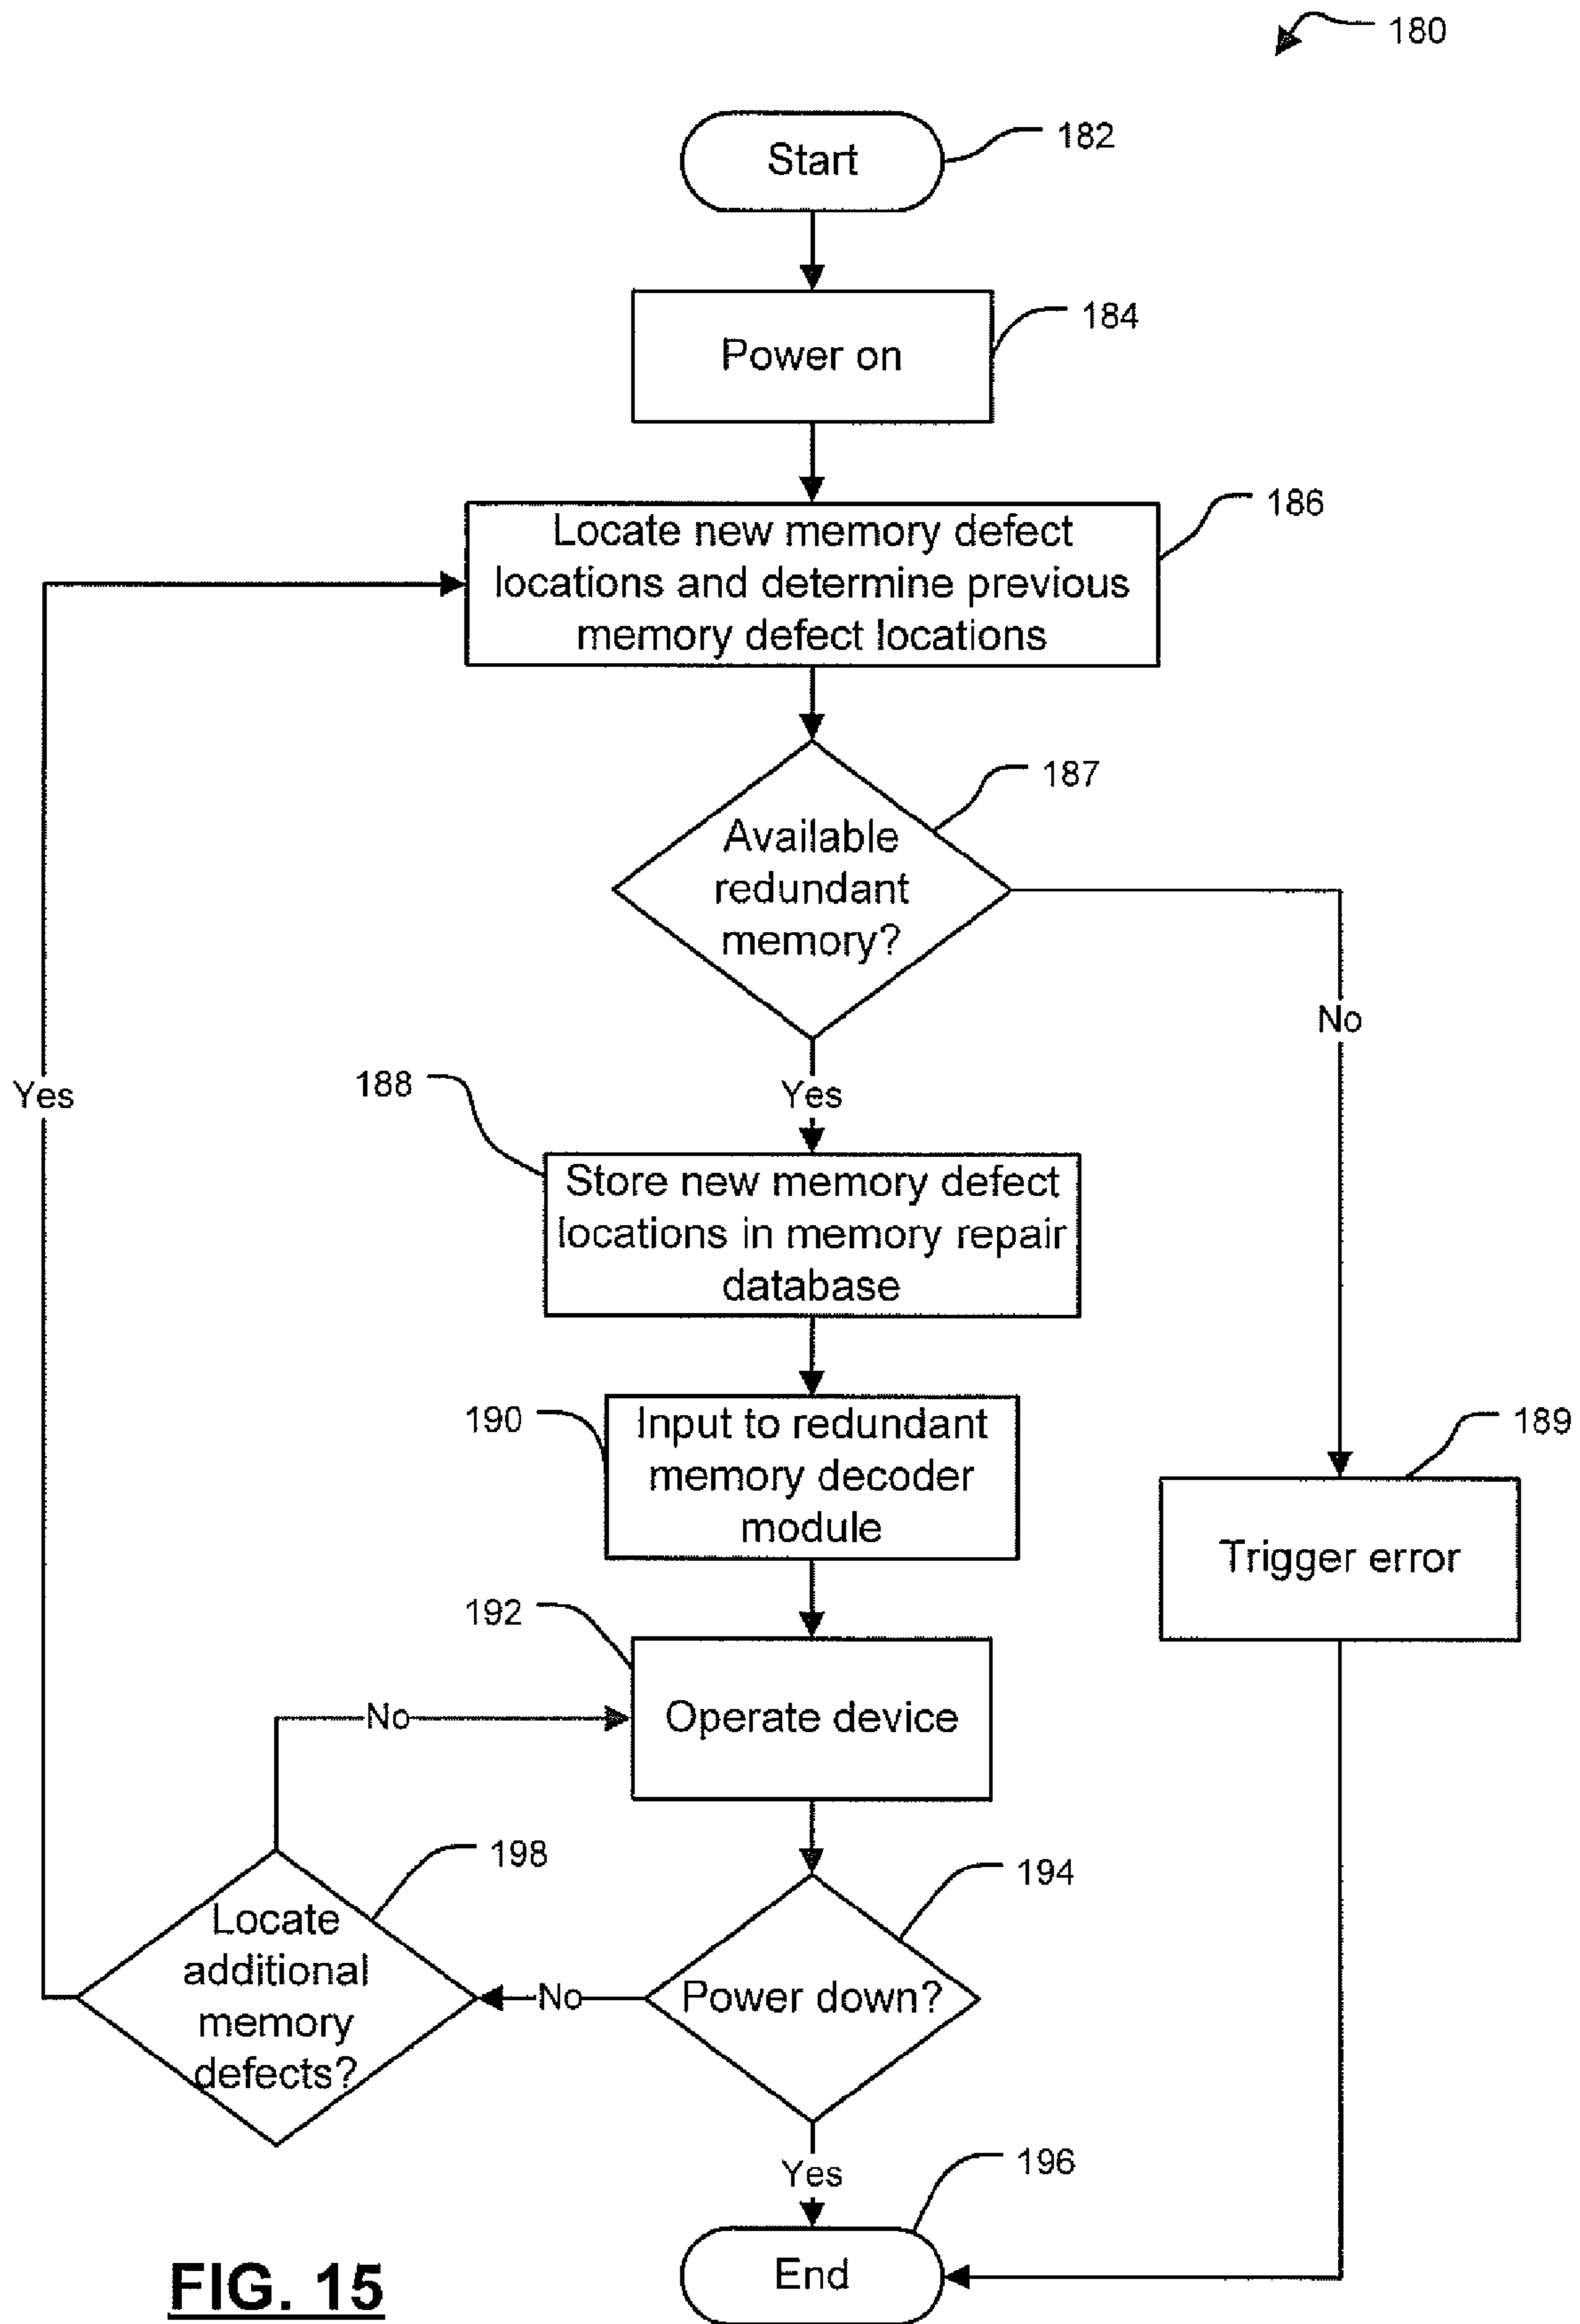 180
Start
182
Power on
184
Locate new memory defect
locations and determine previous
memory defect locations
186
Available
redundant
memory?
187
No
Yes
Yes
188
Store new memory defect
locations in memory repair
database
190
Input to redundant
memory decoder
module
189
Trigger error
192
Operate device
No
198
Locate
additional
memory
defects?
194
Power down?
No
Yes
196
End
FIG. 15